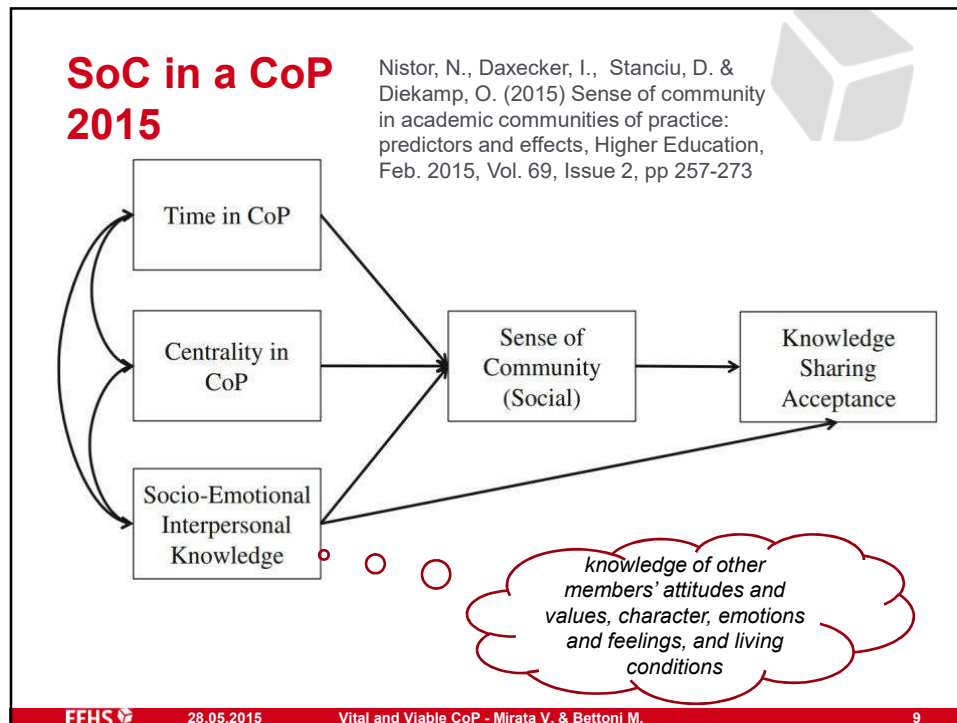 SoC in a CoP
2015
Nistor, N., Daxecker, I., Stanciu, D. &
Diekamp, O. (2015) Sense of community
in academic communities of practice:
predictors and effects, Higher Education,
Feb. 2015, Vol. 69, Issue 2, pp 257-273
Time in CoP
Centrality in
CoP
Socio-Emotional
Interpersonal
Knowledge
Sense of
Community
(Social)
Knowledge
Sharing
Acceptance
knowledge of other
members’ attitudes and
values, character, emotions
and feelings, and living
conditions
FFHS 28.05.2015 Vital and Viable CoP - Mirata V. & Bettoni M. 9